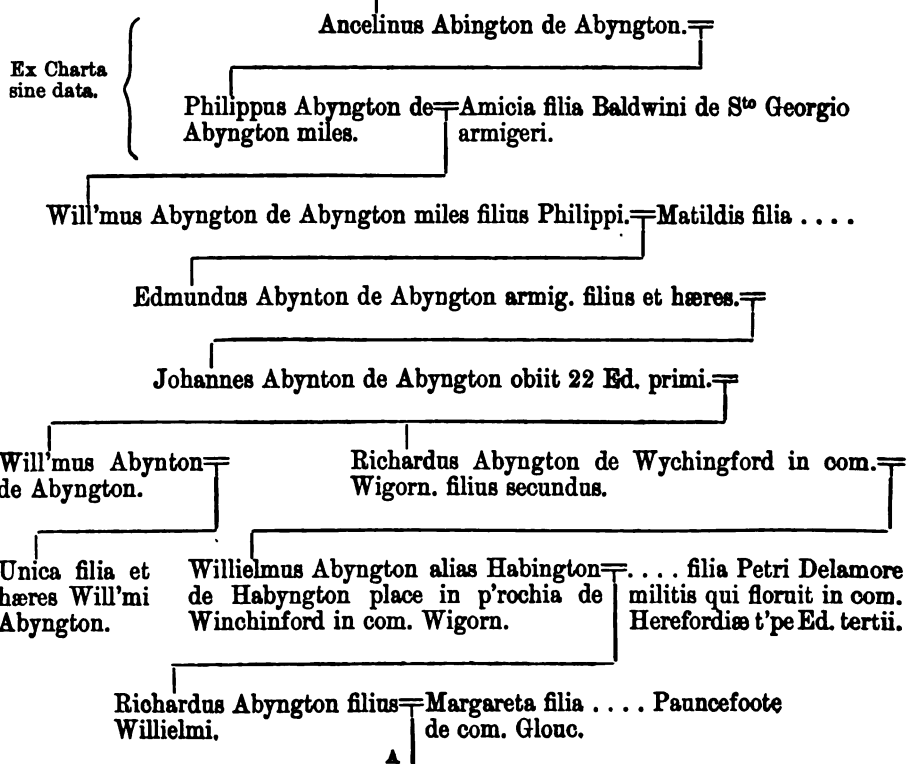 Ancelinus Abington de Abyngton.
Ex Charta
sine data.
Philippus Abyngton de
Abyngton miles.
Amicia filia Baldwini de Sto Georgio
armigeri.
Will'mus Abyngton de Abyngton miles filius Philippi.
Matildis filia . . . .
Edmundus Abynton de Abyngton armig. filius et hæres.
Johannes Abynton de Abyngton obiit 22 Ed. primi.
Will'mus Abynton
de Abyngton.
Richardus Abyngton de Wychingford in com.
Wigorn. filius secundus.
Unica filia et
hæres Will'mi
Abyngton.
Willielmus Abyngton alias Habington
de Habyngton place in p'rochia de
Winchinford in com. Wigorn.
. . . . filia Petri Delamore
militis qui floruit in com.
Herefordiæ t'pe Ed. tertii.
Richardus Abyngton filius
Willielmi.
Margareta filia . . . . Pauncefoote
de com. Glouc.
A